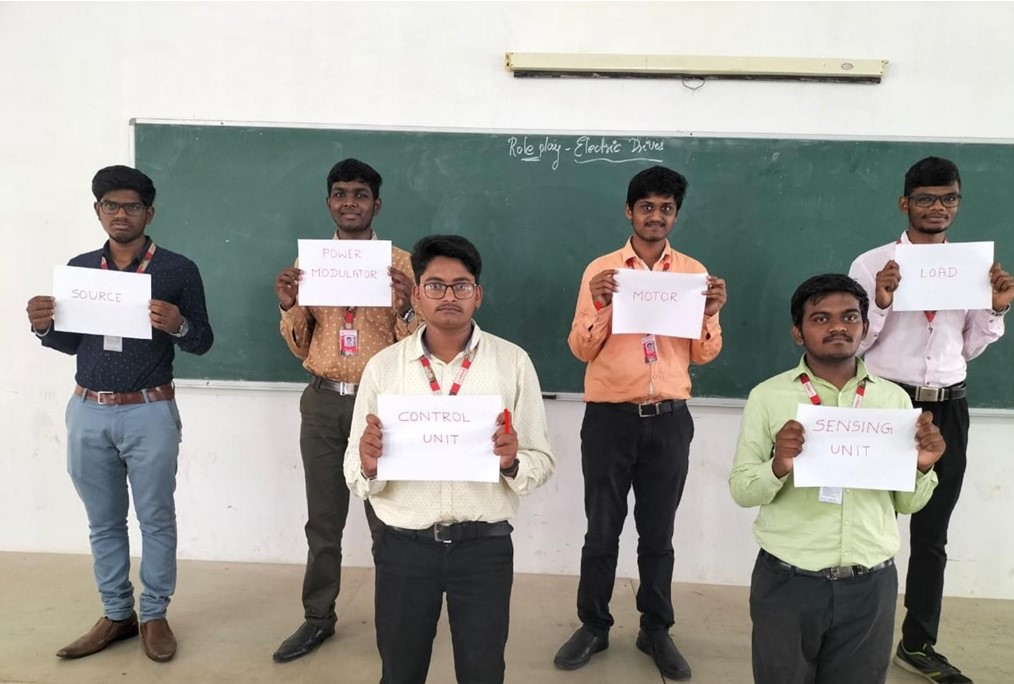 Role play - Electric Drives
SOURCE
POWER
MODULATOR
MOTOR
LOAD
CONTROL
UNIT
SENSING
UNIT